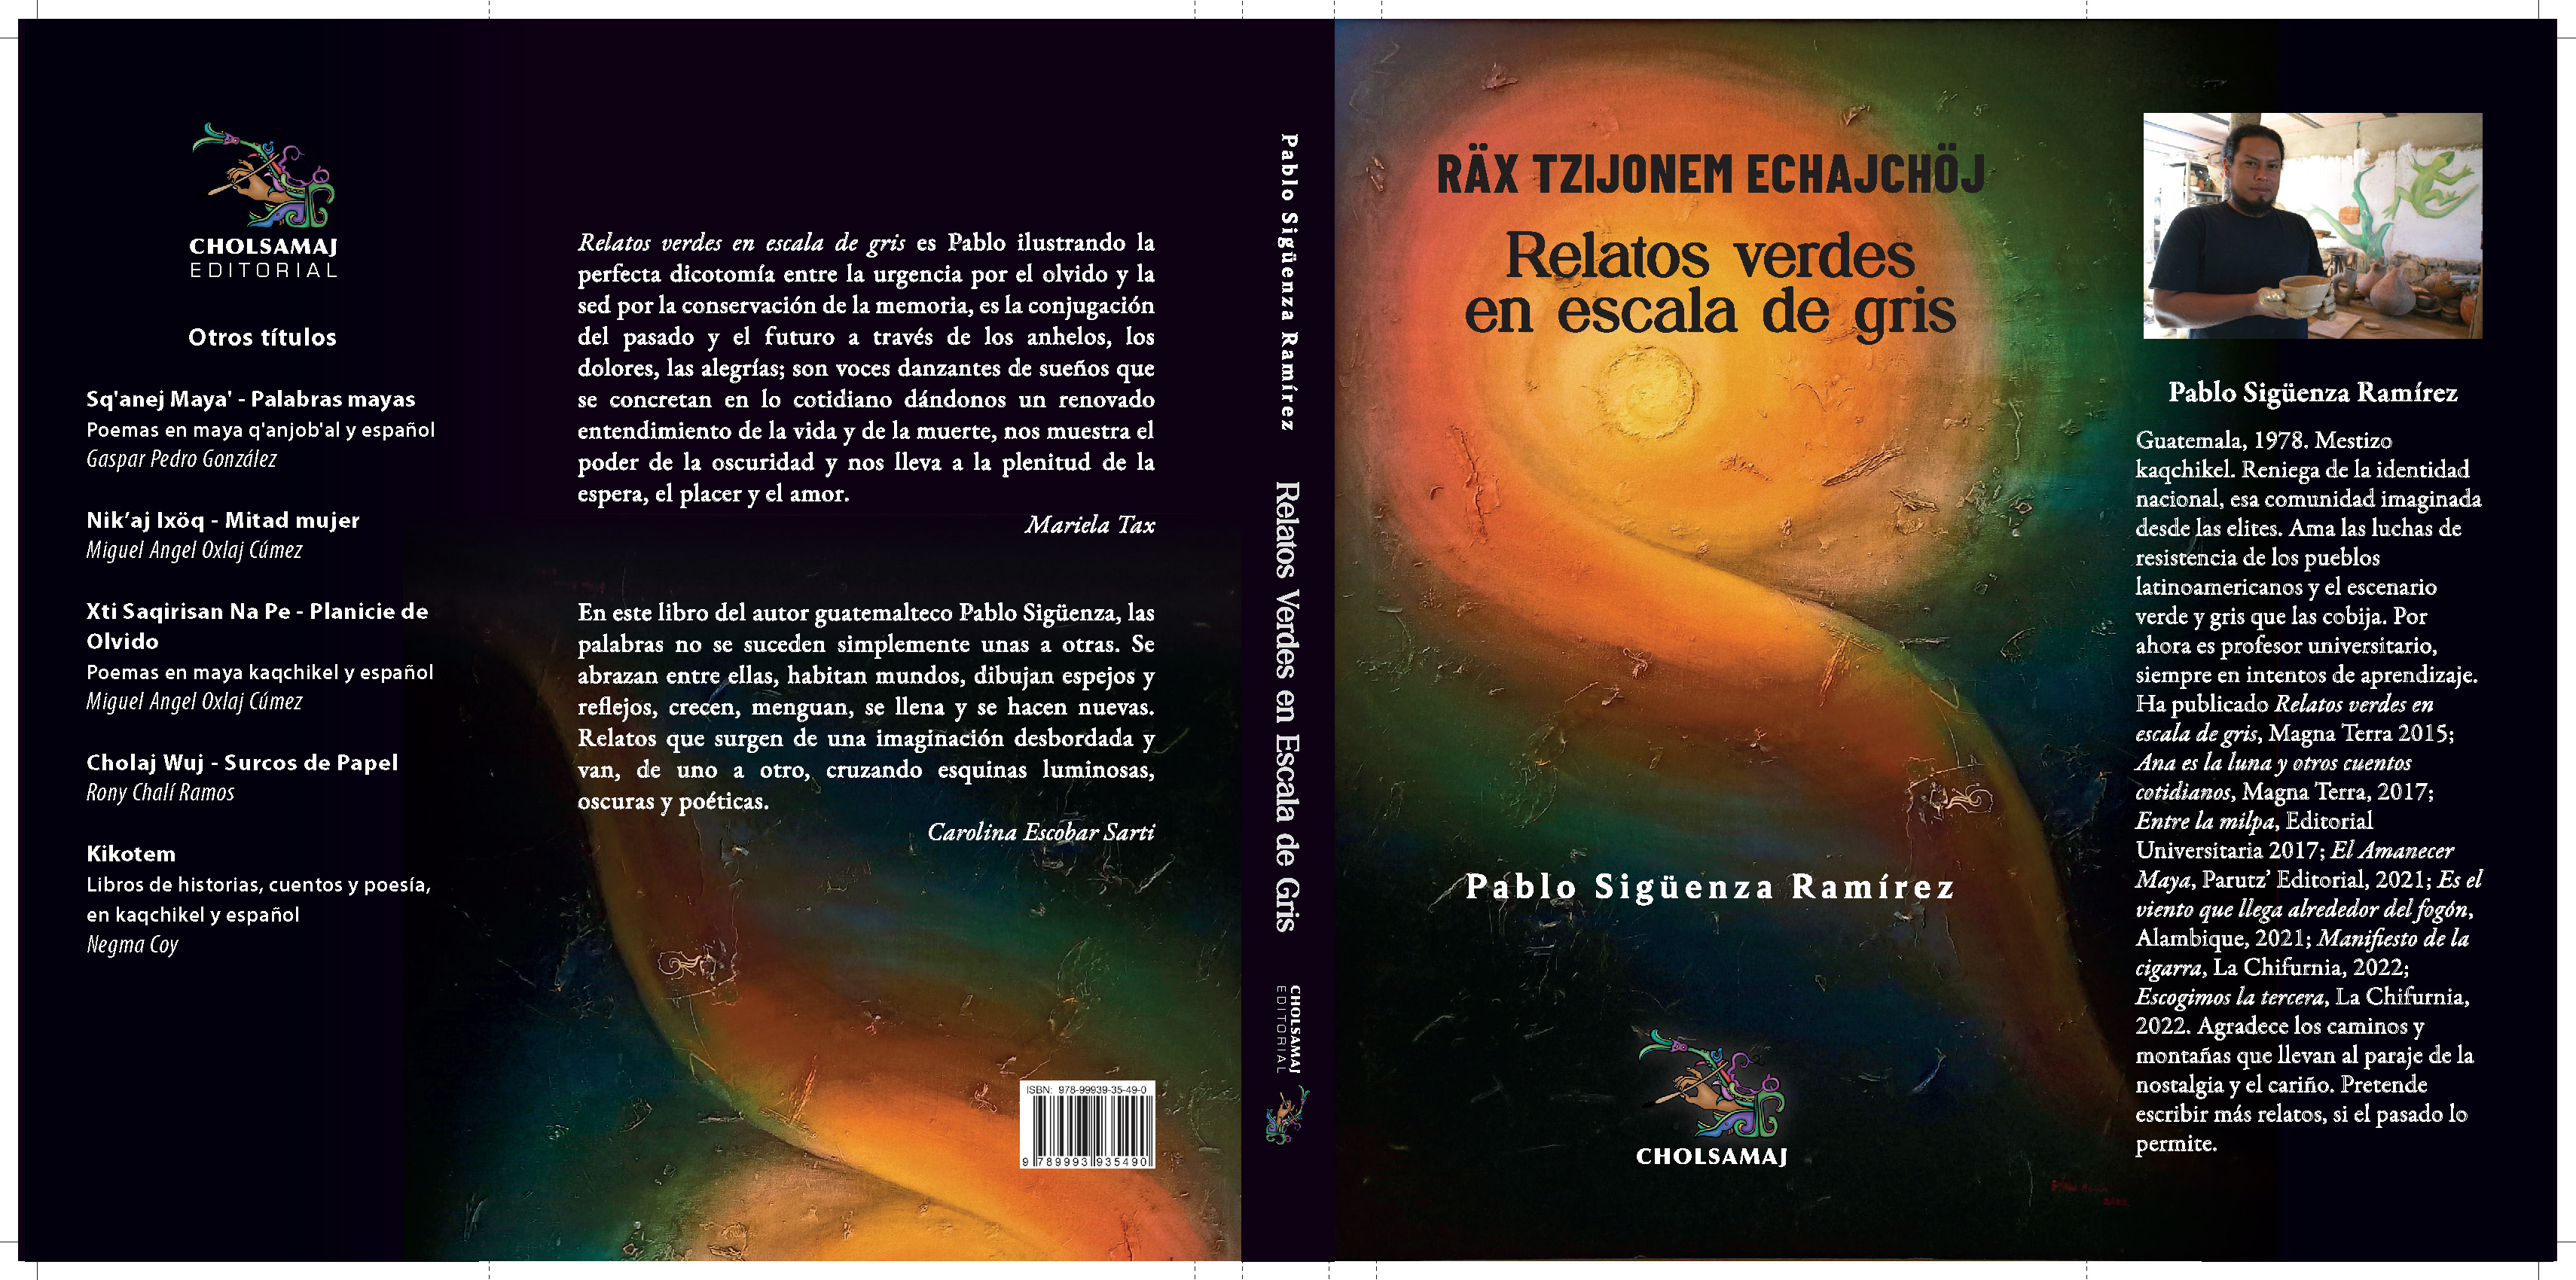 CHOLSAMAJ
EDITORIAL
Otros títulos
Sq'anej Maya' - Palabras mayas
Poemas en maya q'anjob'al y español
Gaspar Pedro González
Nik’aj Ixöq - Mitad mujer
Miguel Angel Oxlaj Cúmez
Xti Saqirisan Na Pe - Planicie de
Olvido
Poemas en maya kaqchikel y español
Miguel Angel Oxlaj Cúmez
Cholaj Wuj - Surcos de Papel
Rony Chalí Ramos
Kikotem
Libros de historias, cuentos y poesía,
en kaqchikel y español
Negma Coy
Relatos verdes en escala de gris es Pablo ilustrando la
perfecta dicotomía entre la urgencia por el olvido y la
sed por la conservación de la memoria, es la conjugación
del pasado y el futuro a través de los anhelos, los
dolores, las alegrías; son voces danzantes de sueños que
se concretan en lo cotidiano dándonos un renovado
entendimiento de la vida y de la muerte, nos muestra el
poder de la oscuridad y nos lleva a la plenitud de la
espera, el placer y el amor.
Mariela Tax
En este libro del autor guatemalteco Pablo Sigüenza, las
palabras no se suceden simplemente unas a otras. Se
abrazan entre ellas, habitan mundos, dibujan espejos y
reflejos, crecen, menguan, se llena y se hacen nuevas.
Relatos que surgen de una imaginación desbordada y
van, de uno a otro, cruzando esquinas luminosas,
oscuras y poéticas.
Carolina Escobar Sarti
ISBN: 978-99939-35-49-0
9 789993 935490
Pablo Sigüenza Ramírez
Relatos Verdes en Escala de Gris
CHOLSAMAJ
EDITORIAL
RÄX TZIJONEM ECHAJCHÖJ
Relatos verdes
en escala de gris
Pablo Sigüenza Ramírez
CHOLSAMAJ
Pablo Sigüenza Ramírez
Guatemala, 1978. Mestizo
kaqchikel. Reniega de la identidad
nacional, esa comunidad imaginada
desde las elites. Ama las luchas de
resistencia de los pueblos
latinoamericanos y el escenario
verde y gris que las cobija. Por
ahora es profesor universitario,
siempre en intentos de aprendizaje.
Ha publicado Relatos verdes en
escala de gris, Magna Terra 2015;
Ana es la luna y otros cuentos
cotidianos, Magna Terra, 2017;
Entre la milpa, Editorial
Universitaria 2017; El Amanecer
Maya, Parutz’ Editorial, 2021; Es el
viento que llega alrededor del fogón,
Alambique, 2021; Manifiesto de la
cigarra, La Chifurnia, 2022;
Escogimos la tercera, La Chifurnia,
2022. Agradece los caminos y
montañas que llevan al paraje de la
nostalgia y el cariño. Pretende
escribir más relatos, si el pasado lo
permite.